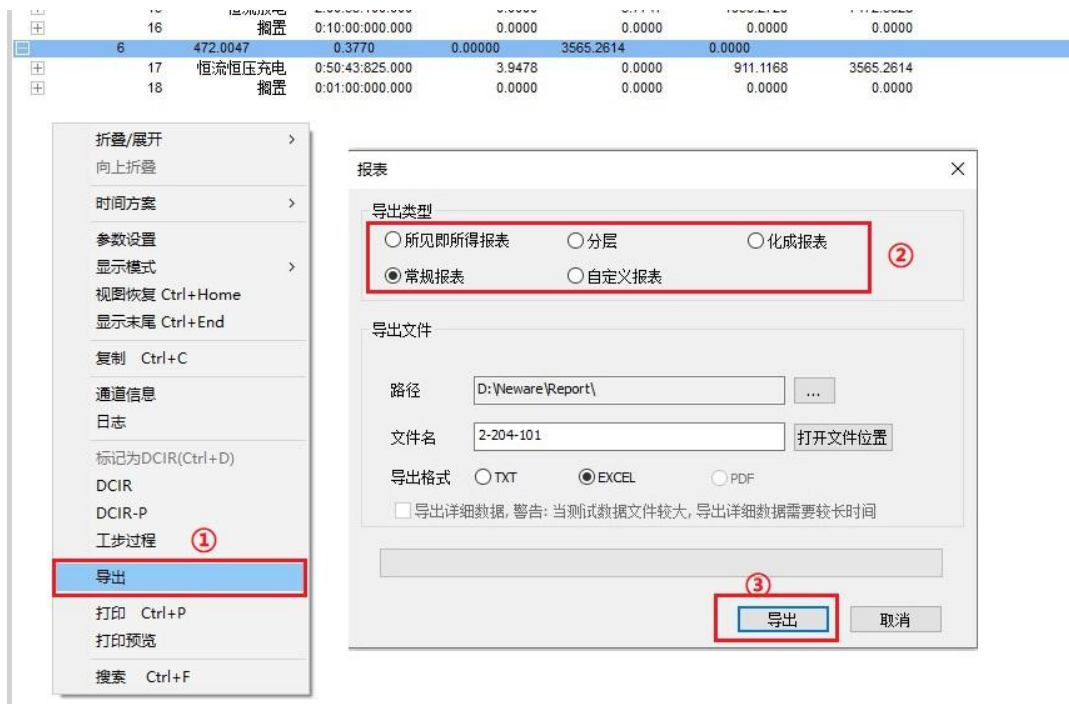 16 搁置 0:10:00:000.000 0.0000 0.0000 0.0000 0.0000
6 472.0047 0.3770 0.00000 3565.2614 0.0000
17 恒流恒压充电 0:50:43:825.000 3.9478 0.0000 911.1168 3565.2614
18 搁置 0:01:00:000.000 0.0000 0.0000 0.0000 0.0000
折叠/展开 >
向上折叠
时间方案 >
参数设置
显示模式 >
视图恢复 Ctrl+Home
显示末尾 Ctrl+End
复制 Ctrl+C
通道信息
日志
标记为DCIR(Ctrl+D)
DCIR
DCIR-P
工步过程 ①
导出
打印 Ctrl+P
打印预览
搜索 Ctrl+F
报表
导出类型
所见即所得报表 分层 化成报表
②
常规报表 自定义报表
导出文件
路径 D:\Neware\Report\ ...
文件名 2-204-101 打开文件位置
导出格式 TXT EXCEL PDF
导出详细数据, 警告: 当测试数据文件较大, 导出详细数据需要较长时间
③
导出 取消